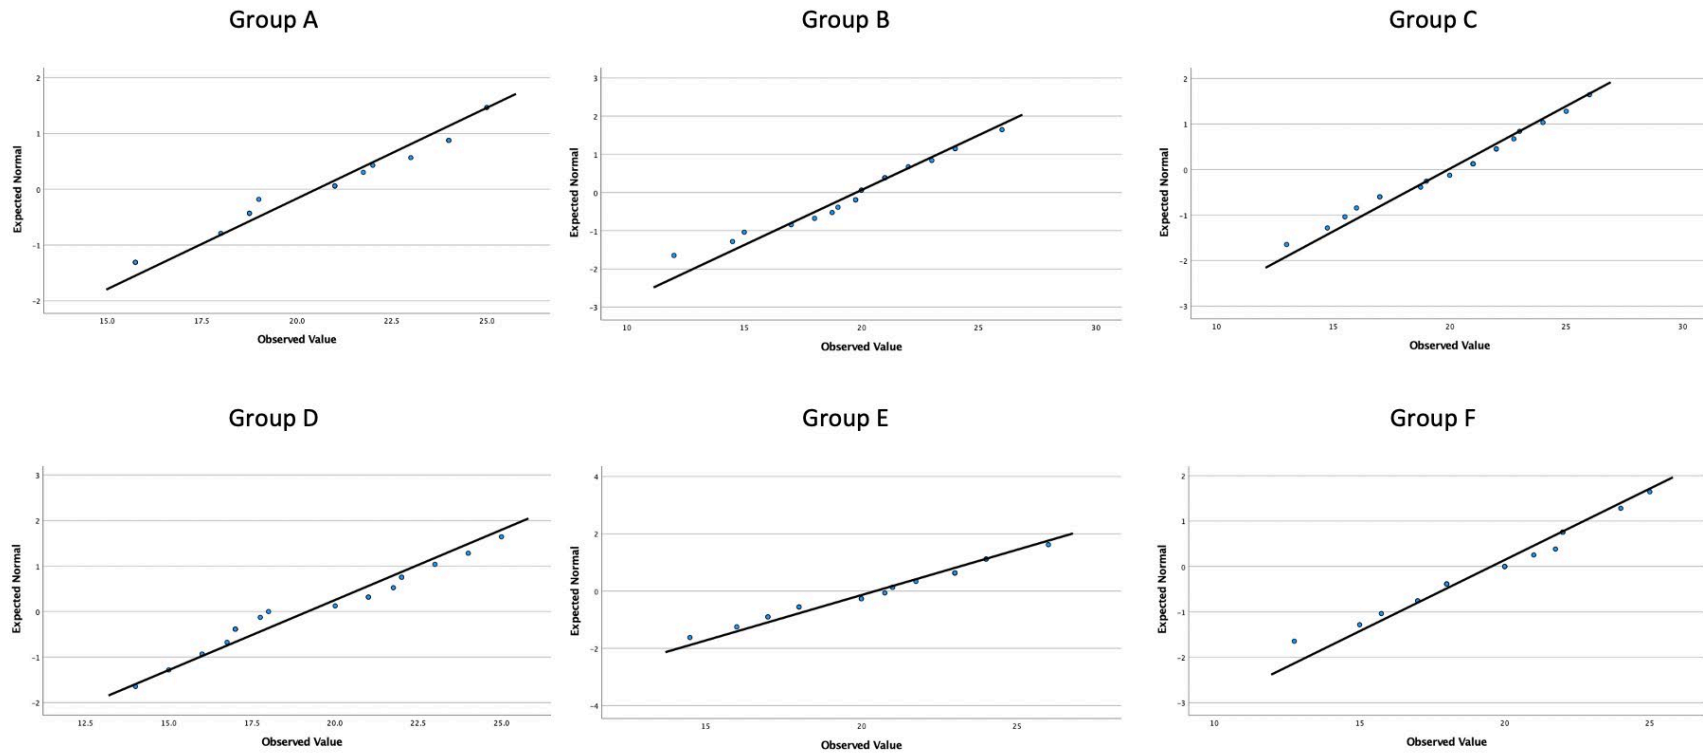 Group A
2
1
0
-1
-2
Expected Normal
15.0 17.5 20.0 22.5 25.0
Observed Value
Group B
3
2
1
0
-1
-2
-3
Expected Normal
10 15 20 25 30
Observed Value
Group C
2
1
0
-1
-2
-3
Expected Normal
10 15 20 25 30
Observed Value
Group D
3
2
1
0
-1
-2
Expected Normal
12.5 15.0 17.5 20.0 22.5 25.0
Observed Value
Group E
4
2
0
-2
-4
Expected Normal
15 20 25
Observed Value
Group F
2
1
0
-1
-2
-3
Expected Normal
10 15 20 25
Observed Value